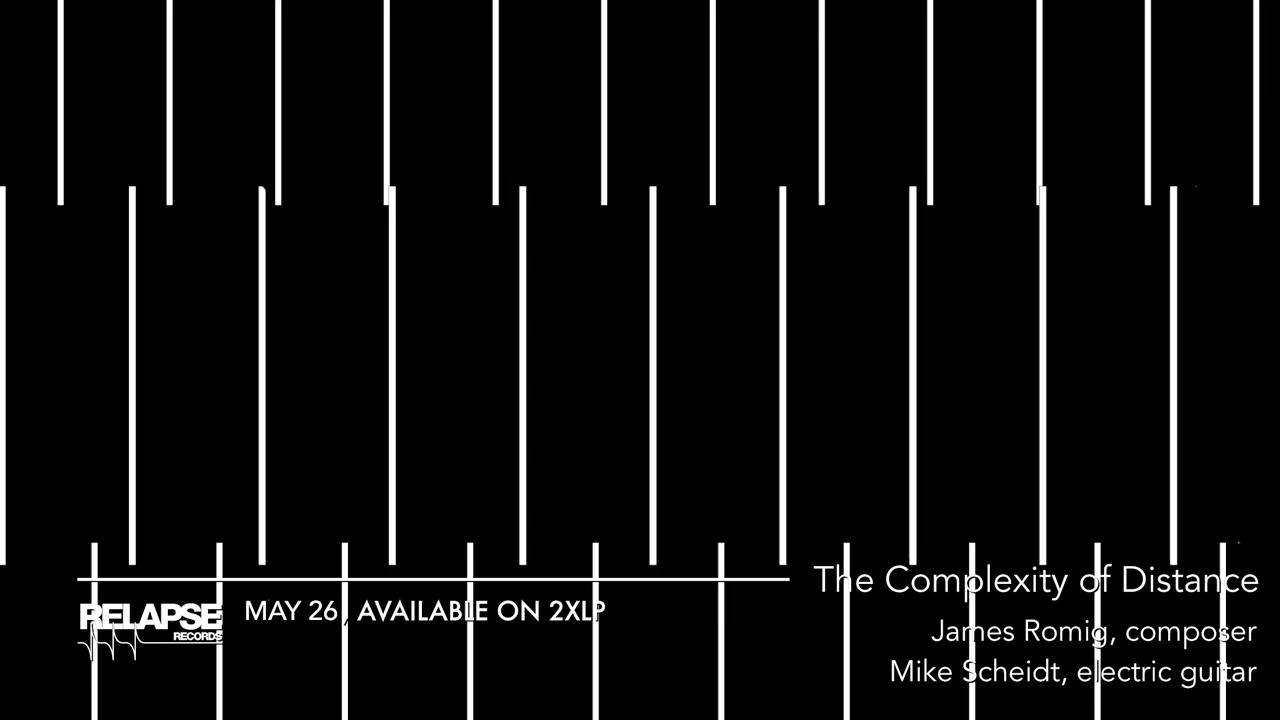 RELAPSE
RECORDS
MAY 26, AVAILABLE ON 2XLP
The Complexity of Distance
James Romig, composer
Mike Scheidt, electric guitar